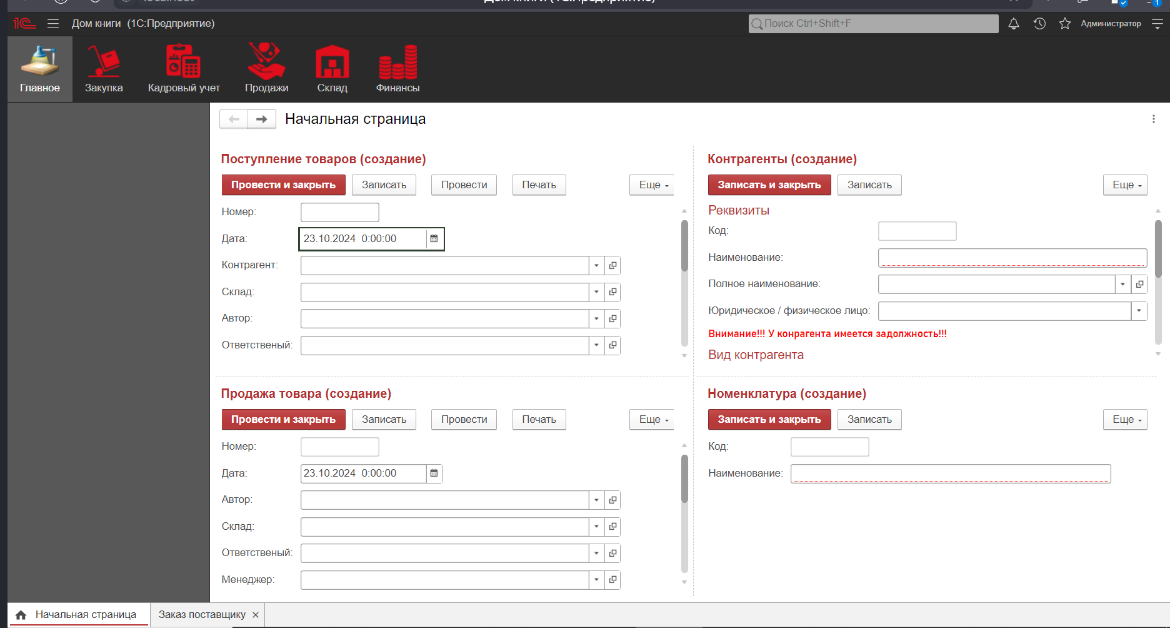 Дом книги (1С:Предприятие)
Поиск Ctrl+Shift+F
Администратор
Главное
Закупка
Кадровый учет
Продажи
Склад
Финансы
Начальная страница
Поступление товаров (создание)
Провести и закрыть Записать Провести Печать Еще
Номер:
Дата: 23.10.2024 0:00:00
Контрагент:
Склад:
Автор:
Ответственый:
Контрагенты (создание)
Записать и закрыть Записать Еще
Реквизиты
Код:
Наименование:
Полное наименование:
Юридическое / физическое лицо:
Внимание!!! У конрагента имеется задолжность!!!
Вид контрагента
Продажа товара (создание)
Провести и закрыть Записать Провести Печать Еще
Номер:
Дата: 23.10.2024 0:00:00
Автор:
Склад:
Ответственый:
Менеджер:
Номенклатура (создание)
Записать и закрыть Записать Еще
Код:
Наименование:
Начальная страница
Заказ поставщику